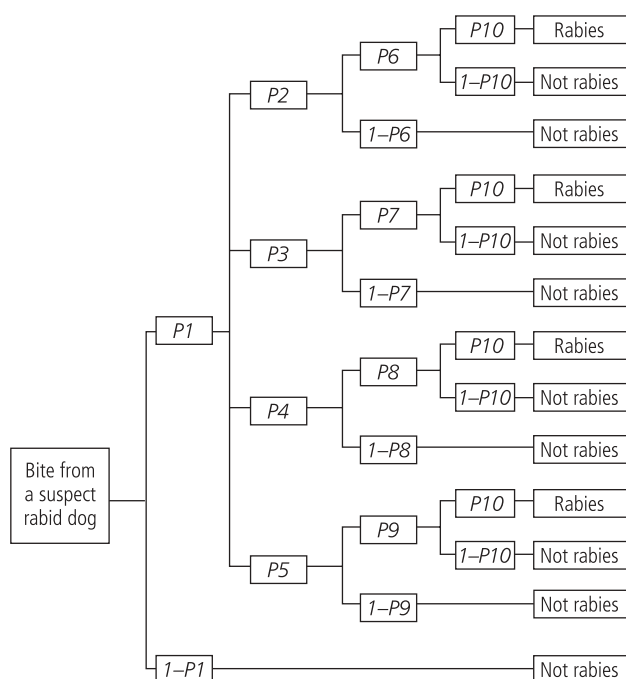 P10
Rabies
P6
1–P10
Not rabies
P2
1–P6
Not rabies
P10
Rabies
P7
1–P10
Not rabies
P3
1–P7
Not rabies
P1
P10
Rabies
P8
1–P10
Not rabies
P4
1–P8
Not rabies
Bite from
a suspect
rabid dog
P10
Rabies
P9
1–P10
Not rabies
P5
1–P9
Not rabies
1–P1
Not rabies